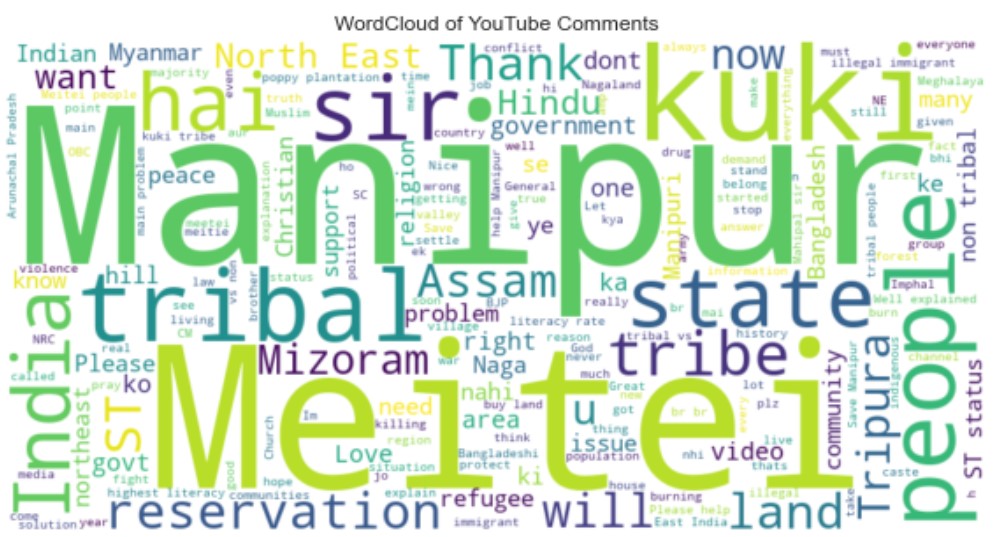 WordCloud of YouTube Comments
Indian Myanmar North East Thank conflict dont now always must everyone
illegal immigrant
want majority poppy plantation time job hi Nagaland Meghalaya
Meitei people hai even sir Hindu kuki make everything NE many
point truth Muslim mein still given
Arunachal Pradesh main OBC kuki tribe aur country government fact
Manipur
main problem peace ho religion Nice well se drug demand bhi
Christian SC wrong General one stand ke
explanation support getting true Let belong first people
meetei valley give ye kya Manipuri started Bangladesh non tribal
meitie political Save help Manipur stop Mahipal sir
settle answer tribal people group
ek army forest
violence hill law status Assam ka information Imphal
know tribal vs non brother soon BJP really br mai state Well explained
India see problem burn
NRC living village literacy rate tribal vs history
CM right reason tribe
real Mizoram war Naga God never Tripura indigenous channel
called Please much community Save Manipur
pray ko Meitei nahi Great lot ST status
northeast ST Im need buy land new u got br br every plz
killing area thing
Church region think issue nhi video live
govt Love Bangladeshi population thats caste
media fight good situation protect
hope jo ki house illegal h
highest literacy communities explain refugee burning take
come reservation will Please help land
solution year immigrant East India